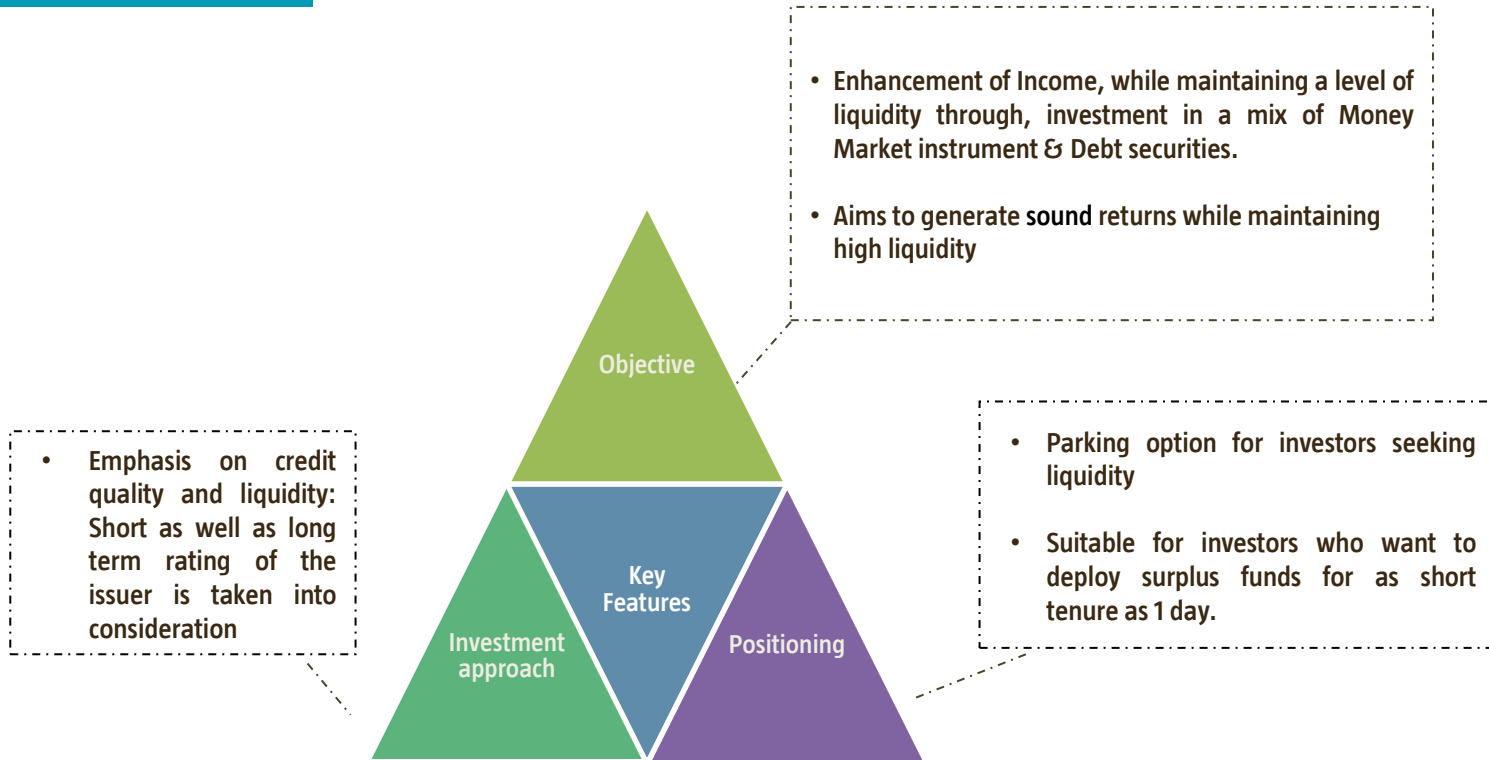 • Enhancement of Income, while maintaining a level of
liquidity through, investment in a mix of Money
Market instrument & Debt securities.
• Aims to generate sound returns while maintaining
high liquidity
Objective
• Emphasis on credit
quality and liquidity:
Short as well as long
term rating of the
issuer is taken into
consideration
Key
Features
Investment
approach
Positioning
• Parking option for investors seeking
liquidity
• Suitable for investors who want to
deploy surplus funds for as short
tenure as 1 day.